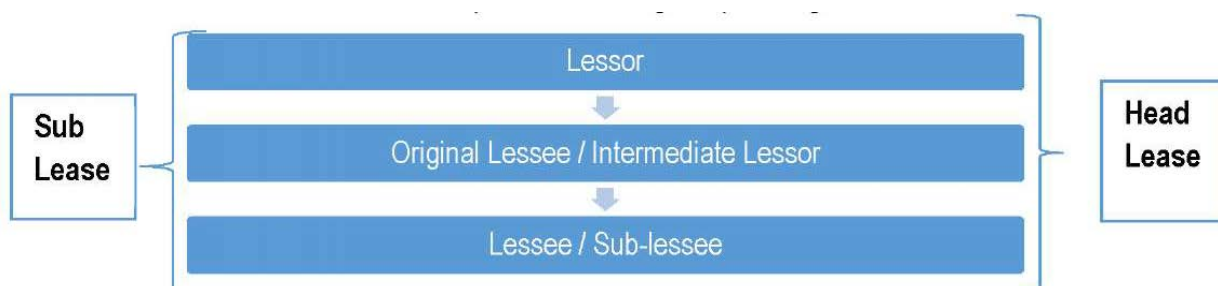 Lessor
Sub
Lease
Original Lessee / Intermediate Lessor
Head
Lease
Lessee / Sub-lessee